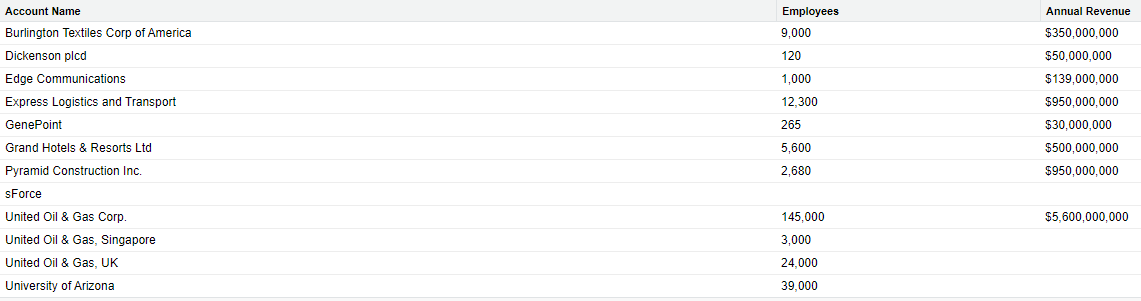 Account Name Employees Annual Revenue
Burlington Textiles Corp of America 9,000 $350,000,000
Dickenson plcd 120 $50,000,000
Edge Communications 1,000 $139,000,000
Express Logistics and Transport 12,300 $950,000,000
GenePoint 265 $30,000,000
Grand Hotels & Resorts Ltd 5,600 $500,000,000
Pyramid Construction Inc. 2,680 $950,000,000
sForce
United Oil & Gas Corp. 145,000 $5,600,000,000
United Oil & Gas, Singapore 3,000
United Oil & Gas, UK 24,000
University of Arizona 39,000